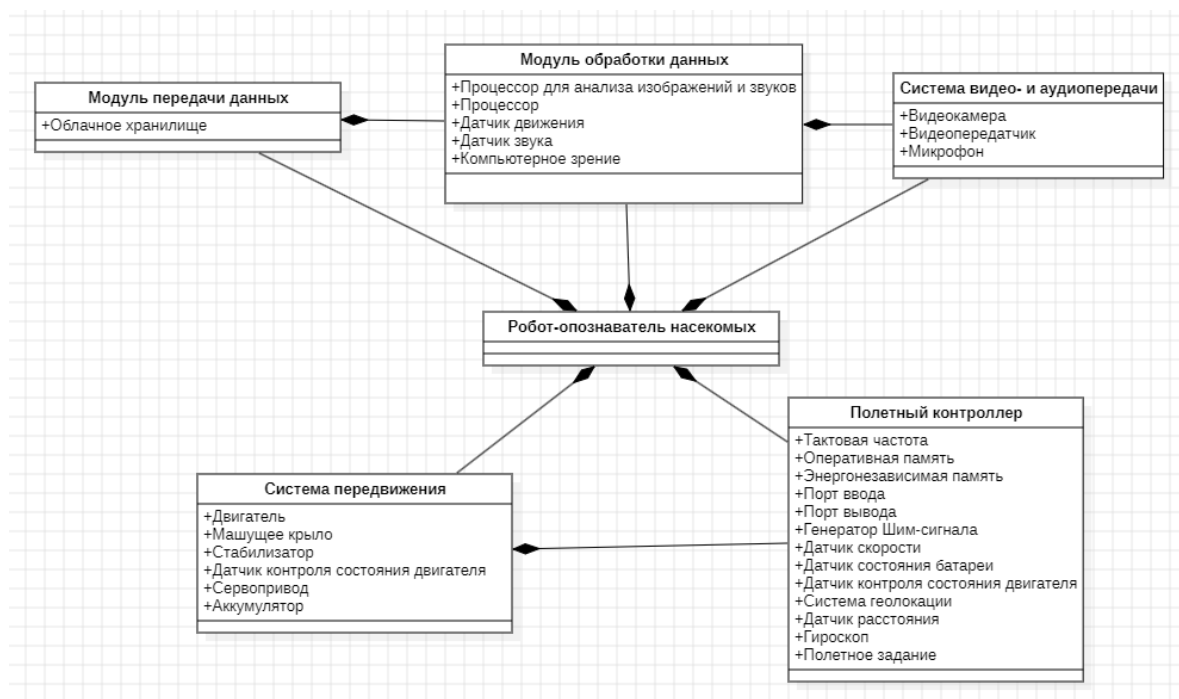 Модуль передачи данных
+Облачное хранилище
Модуль обработки данных
+Процессор для анализа изображений и звуков
+Процессор
+Датчик движения
+Датчик звука
+Компьютерное зрение
Система видео- и аудиопередачи
+Видеокамера
+Видеопередатчик
+Микрофон
Робот-опознаватель насекомых
Система передвижения
+Двигатель
+Машущее крыло
+Стабилизатор
+Датчик контроля состояния двигателя
+Сервопривод
+Аккумулятор
Полетный контроллер
+Тактовая частота
+Оперативная память
+Энергонезависимая память
+Порт ввода
+Порт вывода
+Генератор Шим-сигнала
+Датчик скорости
+Датчик состояния батареи
+Датчик контроля состояния двигателя
+Система геолокации
+Датчик расстояния
+Гироскоп
+Полетное задание